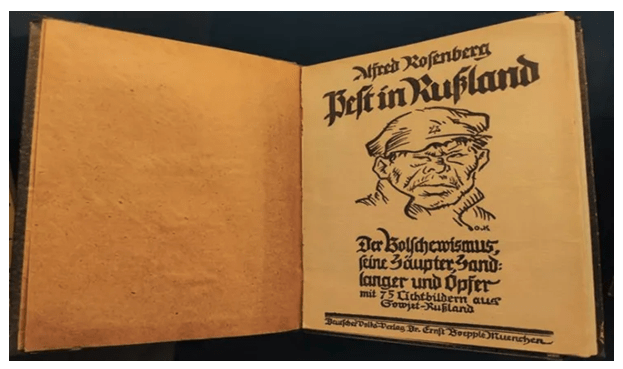 Alfred Rosenberg
Pest in Rußland
O.K
Der Bolschewismus,
seine Häupter, Hand-
langer und Opfer
mit 75 Lichtbildern aus
Sowjet-Rußland
Deutscher Volks-Verlag Dr. Ernst Boepple Muenchen